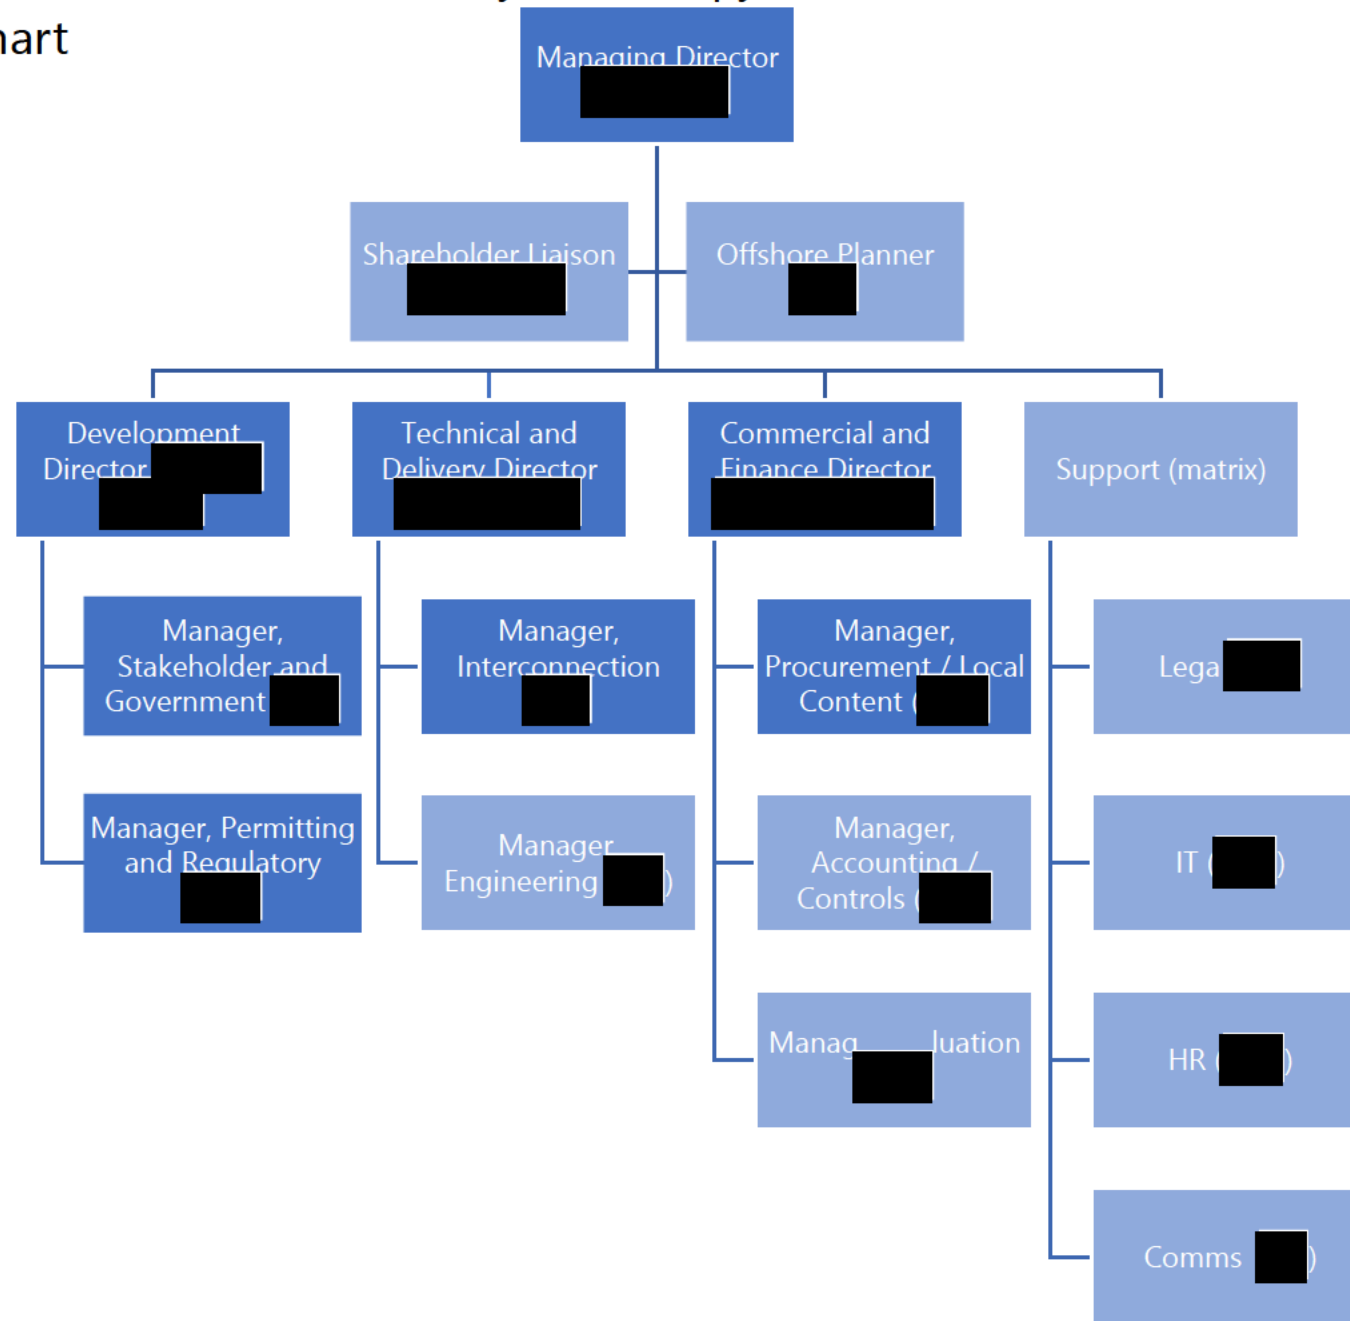 hart
Managing Director
Shareholder Liaison
Offshore Planner
Development
Director
Technical and
Delivery Director
Commercial and
Finance Director
Support (matrix)
Manager,
Stakeholder and
Government
Manager,
Interconnection
Manager,
Procurement / Local
Content (
Lega
Manager, Permitting
and Regulatory
Manager
Engineering )
Manager,
Accounting /
Controls (
IT ( )
Manag luation
HR ( )
Comms )